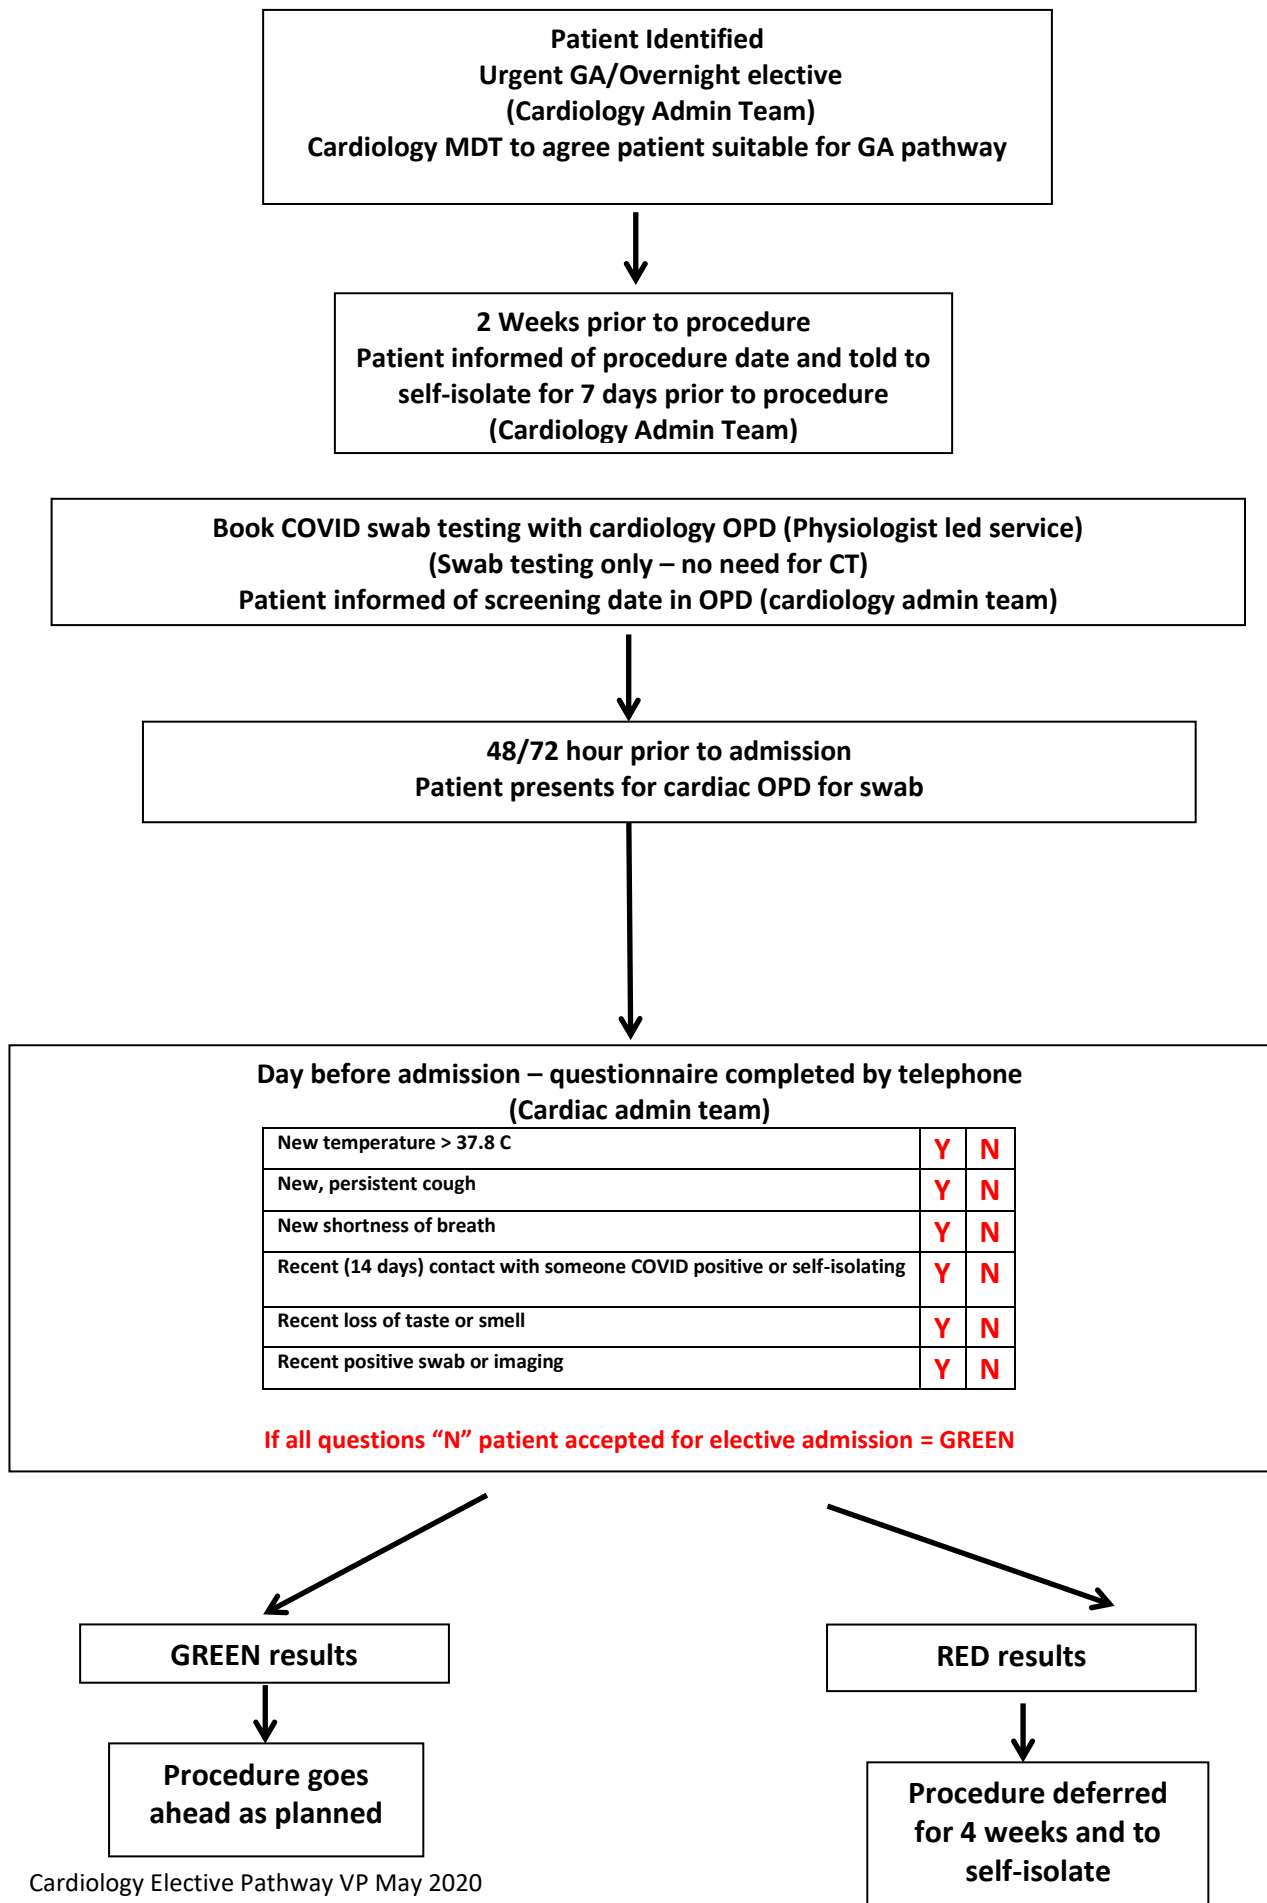 Patient Identified
Urgent GA/Overnight elective
(Cardiology Admin Team)
Cardiology MDT to agree patient suitable for GA pathway
2 Weeks prior to procedure
Patient informed of procedure date and told to
self-isolate for 7 days prior to procedure
(Cardiology Admin Team)
Book COVID swab testing with cardiology OPD (Physiologist led service)
(Swab testing only – no need for CT)
Patient informed of screening date in OPD (cardiology admin team)
48/72 hour prior to admission
Patient presents for cardiac OPD for swab
Day before admission – questionnaire completed by telephone
(Cardiac admin team)
New temperature > 37.8 C Y N
New, persistent cough Y N
New shortness of breath Y N
Recent (14 days) contact with someone COVID positive or self-isolating Y N
Recent loss of taste or smell Y N
Recent positive swab or imaging Y N
If all questions “N” patient accepted for elective admission = GREEN
GREEN results
Procedure goes
ahead as planned
RED results
Procedure deferred
for 4 weeks and to
self-isolate
Cardiology Elective Pathway VP May 2020